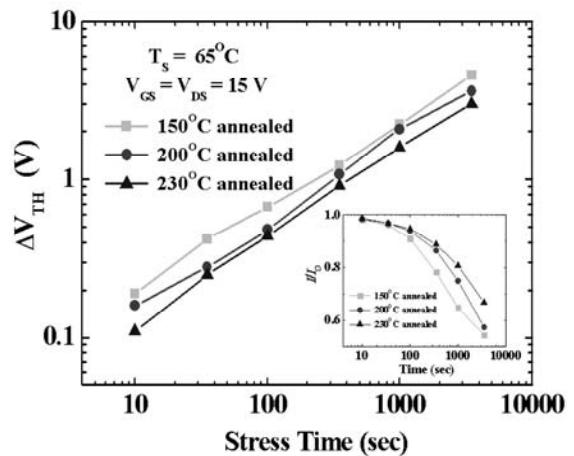 10
T_S = 65°C
V_GS = V_DS = 15 V
150°C annealed
200°C annealed
230°C annealed
1
0.1
ΔV_TH (V)
10 100 1000 10000
Stress Time (sec)
1.0
0.8
0.6
I/I_0
150°C annealed
200°C annealed
230°C annealed
10 100 1000 10000
Time (sec)